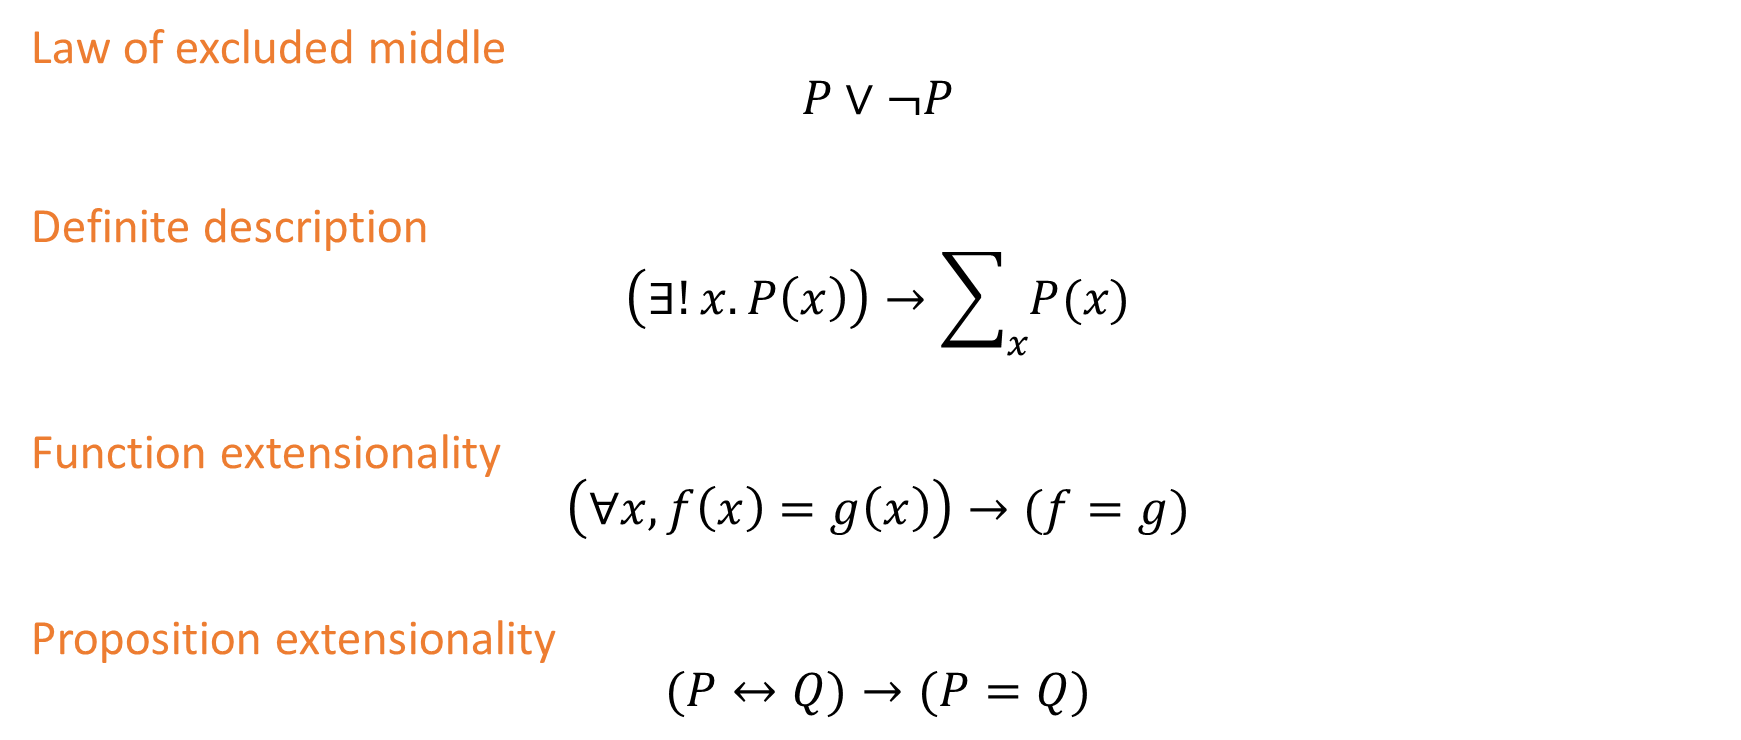 Law of excluded middle
P ∨ ¬P
Definite description
(∃! x. P(x)) → ∑ₓ P(x)
Function extensionality
(∀x, f(x) = g(x)) → (f = g)
Proposition extensionality
(P ↔ Q) → (P = Q)